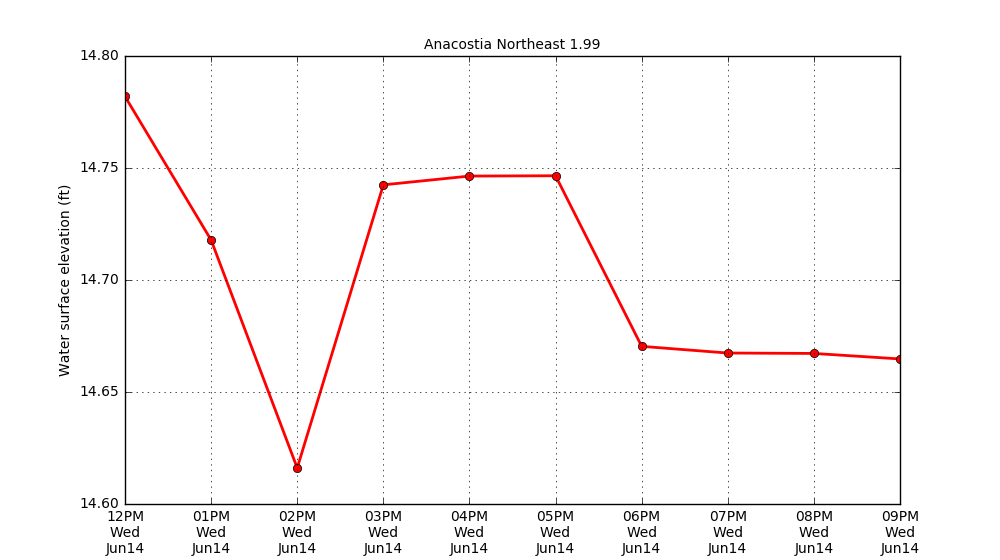 Anacostia Northeast 1.99
Water surface elevation (ft)
14.80
14.75
14.70
14.65
14.60
12PM 01PM 02PM 03PM 04PM 05PM 06PM 07PM 08PM 09PM
Wed Wed Wed Wed Wed Wed Wed Wed Wed Wed
Jun14 Jun14 Jun14 Jun14 Jun14 Jun14 Jun14 Jun14 Jun14 Jun14